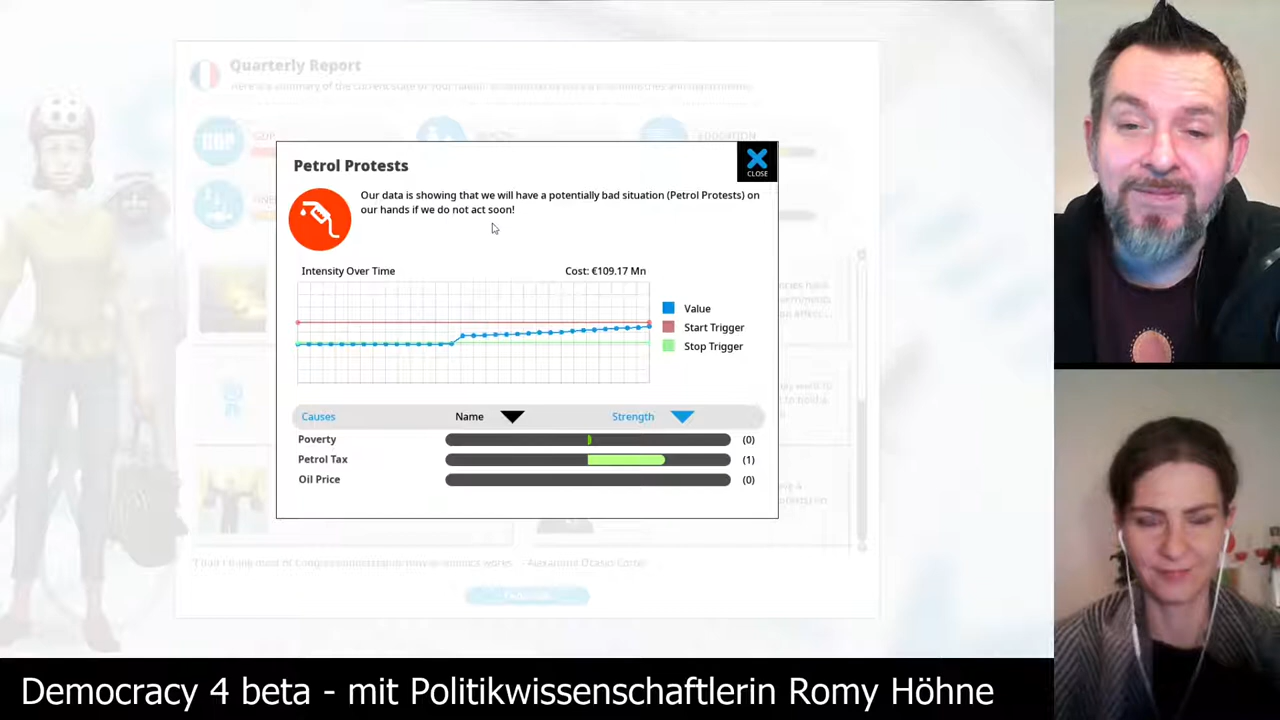 Quarterly Report
Petrol Protests
CLOSE
Our data is showing that we will have a potentially bad situation (Petrol Protests) on
our hands if we do not act soon!
Intensity Over Time
Cost: €109.17 Mn
Value
Start Trigger
Stop Trigger
Causes Name Strength
Poverty (0)
Petrol Tax (1)
Oil Price (0)
Democracy 4 beta - mit Politikwissenschaftlerin Romy Höhne